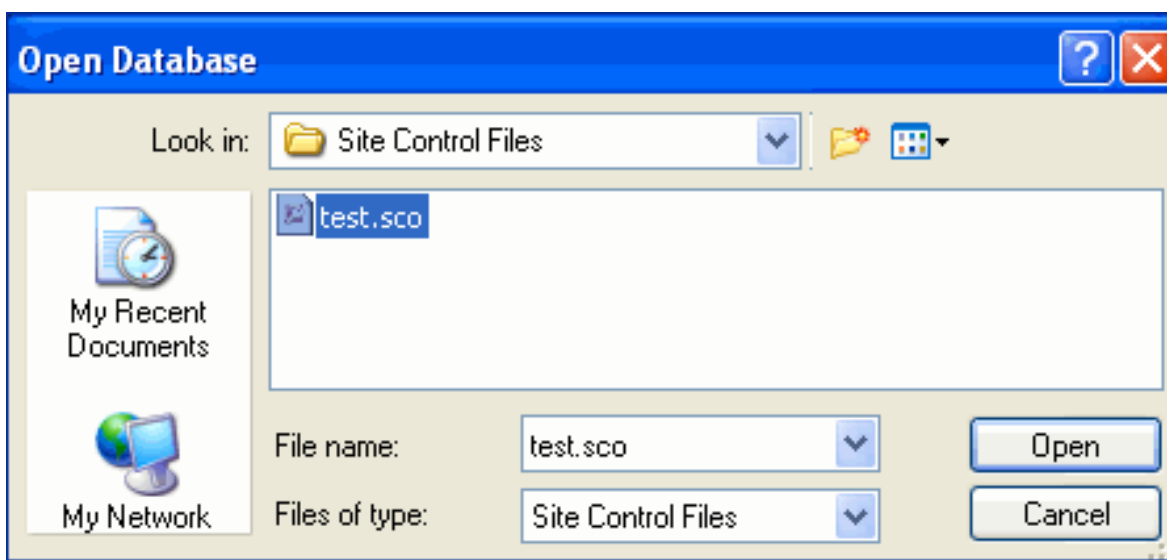 Open Database
?
Look in: Site Control Files
test.sco
My Recent
Documents
My Network
File name: test.sco
Open
Files of type: Site Control Files
Cancel